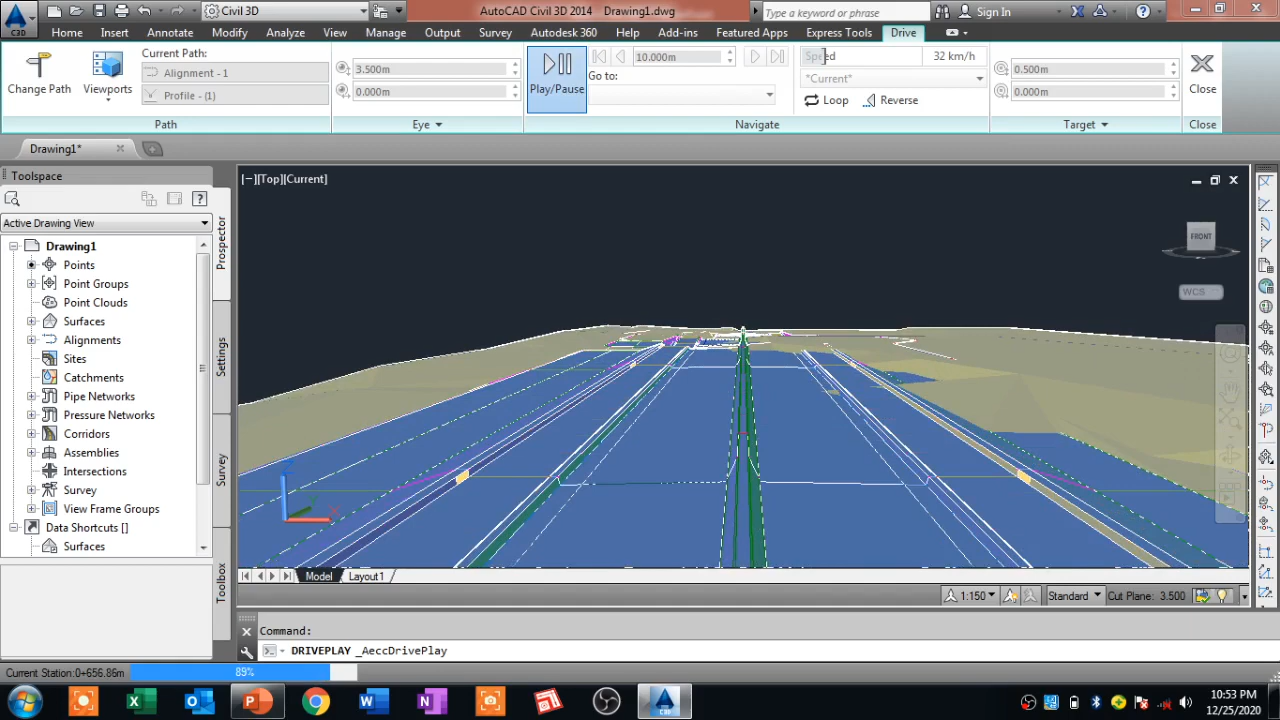 Civil 3D
AutoCAD Civil 3D 2014 Drawing1.dwg
Type a keyword or phrase
Sign In
C3D
Home Insert Annotate Modify Analyze View Manage Output Survey Autodesk 360 Help Add-ins Featured Apps Express Tools Drive
Change Path
Viewports
Current Path:
Alignment - 1
Profile - (1)
Path
3.500m
0.000m
Eye
Play/Pause
10.000m
Go to:
Speed
32 km/h
*Current*
Loop
Reverse
Navigate
0.500m
0.000m
Target
Close
Close
Drawing1*
[−][Top][Current]
Toolspace
Active Drawing View
Drawing1
Points
Point Groups
Point Clouds
Surfaces
Alignments
Sites
Catchments
Pipe Networks
Pressure Networks
Corridors
Assemblies
Intersections
Survey
View Frame Groups
Data Shortcuts []
Surfaces
Prospector
Settings
Survey
Toolbox
FRONT
WCS
Z
Y
X
Model Layout1
1:150
Standard
Cut Plane: 3.500
Command:
DRIVEPLAY _AeccDrivePlay
Current Station:0+656.86m
89%
10:53 PM
12/25/2020